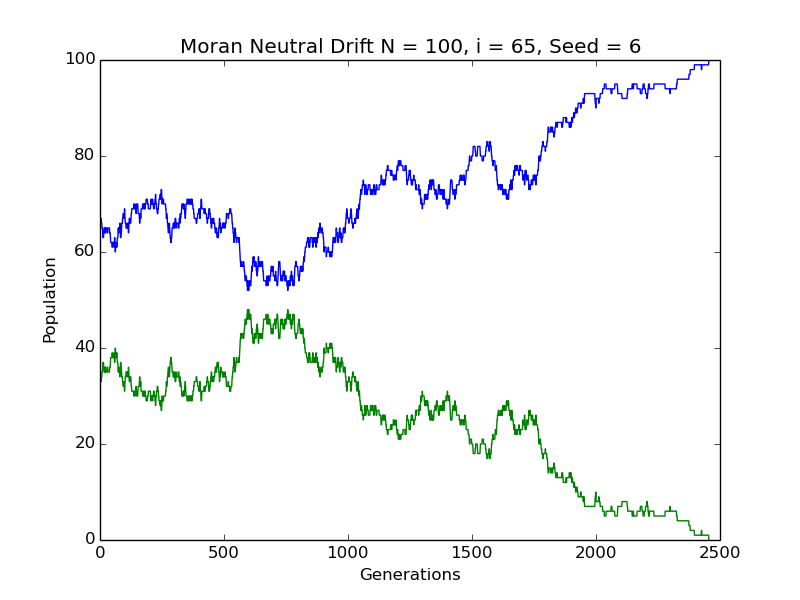 Moran Neutral Drift N = 100, i = 65, Seed = 6
100
80
60
40
20
0
Population
0 500 1000 1500 2000 2500
Generations